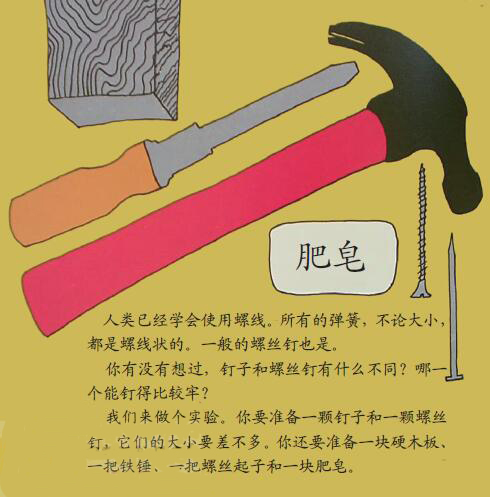 肥皂
人类已经学会使用螺线。所有的弹簧，不论大小，
都是螺线状的。一般的螺丝钉也是。
你有没有想过，钉子和螺丝钉有什么不同？哪一
个能钉得比较牢？
我们来做个实验。你要准备一颗钉子和一颗螺丝
钉，它们的大小要差不多。你还要准备一块硬木板、
一把铁锤、一把螺丝起子和一块肥皂。